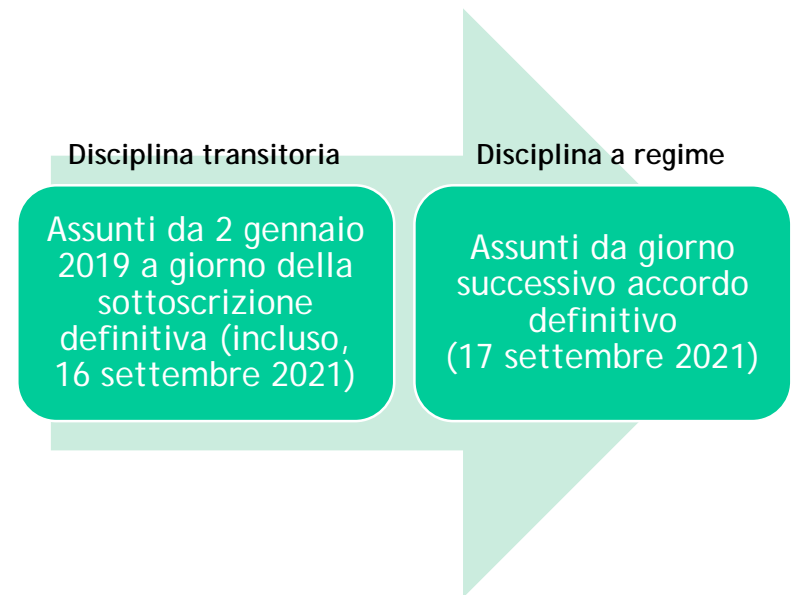 Disciplina transitoria
Assunti da 2 gennaio
2019 a giorno della
sottoscrizione
definitiva (incluso,
16 settembre 2021)
Disciplina a regime
Assunti da giorno
successivo accordo
definitivo
(17 settembre 2021)